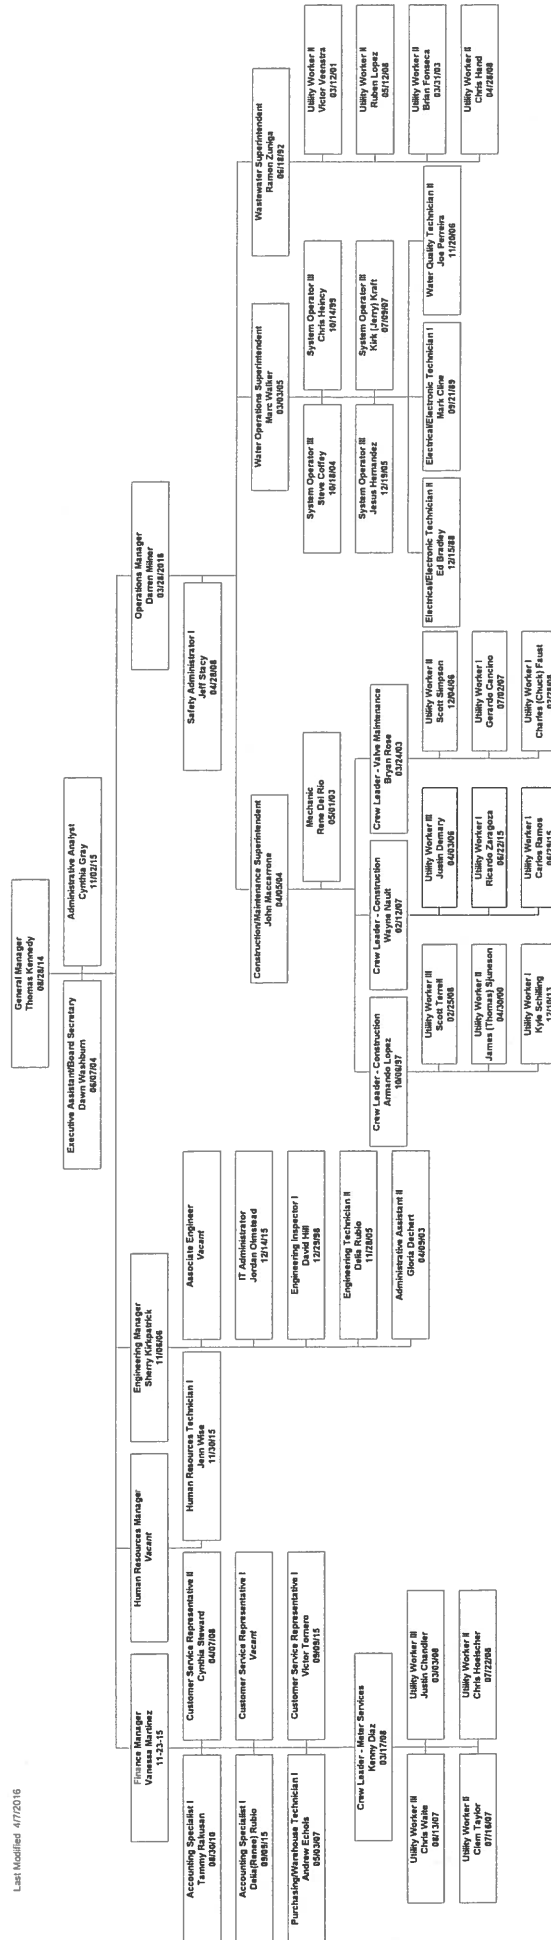 Last Modified 4/7/2016
General Manager
Thomas Kennedy
08/28/14
Executive Assistant/Board Secretary
Dawn Washburn
06/07/04
Administrative Analyst
Cynthia Gray
11/02/15
Finance Manager
Vanessa Martinez
11-23-15
Human Resources Manager
Vacant
Engineering Manager
Sherry Kirkpatrick
11/06/06
Operations Manager
Darren Milner
03/28/2016
Accounting Specialist I
Tammy Rakusan
08/30/10
Customer Service Representative II
Cynthia Steward
04/07/08
Accounting Specialist I
Delia(Renee) Rubio
09/09/15
Customer Service Representative I
Vacant
Purchasing/Warehouse Technician I
Andrew Echols
05/03/07
Customer Service Representative I
Victor Tornero
09/09/15
Crew Leader - Meter Services
Kenny Diaz
03/17/08
Utility Worker III
Chris Waite
08/13/07
Utility Worker III
Justin Chandler
03/03/08
Utility Worker II
Clem Taylor
07/16/07
Utility Worker II
Chris Hoelscher
07/22/08
Human Resources Technician I
Jenn Wise
11/30/15
Associate Engineer
Vacant
IT Administrator
Jordan Olmstead
12/14/15
Engineering Inspector I
David Hill
12/29/98
Engineering Technician II
Delia Rubio
11/28/05
Administrative Assistant II
Gloria Dechert
04/09/03
Safety Administrator I
Jeff Stacy
04/28/08
Construction/Maintenance Superintendent
John Maccarrone
04/05/04
Mechanic
Rene Del Rio
05/01/03
Crew Leader - Construction
Armando Lopez
10/06/97
Crew Leader - Construction
Wayne Nault
02/12/07
Crew Leader - Valve Maintenance
Bryan Rose
03/24/03
Utility Worker III
Scott Terrell
02/25/08
Utility Worker II
James (Thomas) Sjuneson
04/30/00
Utility Worker I
Kyle Schilling
12/10/13
Utility Worker III
Justin Demary
04/03/06
Utility Worker I
Ricardo Zaragoza
06/22/15
Utility Worker I
Carlos Ramos
06/29/15
Utility Worker II
Scott Simpson
12/04/06
Utility Worker I
Gerardo Cancino
07/02/07
Utility Worker I
Charles (Chuck) Faust
Water Operations Superintendent
Marc Walker
03/03/05
System Operator III
Steve Coffey
10/18/04
System Operator III
Chris Heincy
10/14/99
System Operator III
Jesus Hernandez
12/19/05
System Operator III
Kirk (Jerry) Kraft
07/09/07
Electrical/Electronic Technician II
Ed Bradley
12/15/88
Electrical/Electronic Technician I
Mark Cline
09/21/89
Water Quality Technician II
Joe Perreira
11/20/06
Wastewater Superintendent
Ramon Zuniga
06/18/92
Utility Worker II
Victor Veenstra
03/12/01
Utility Worker II
Ruben Lopez
05/12/08
Utility Worker II
Brian Fonseca
03/31/03
Utility Worker II
Chris Hand
04/28/08